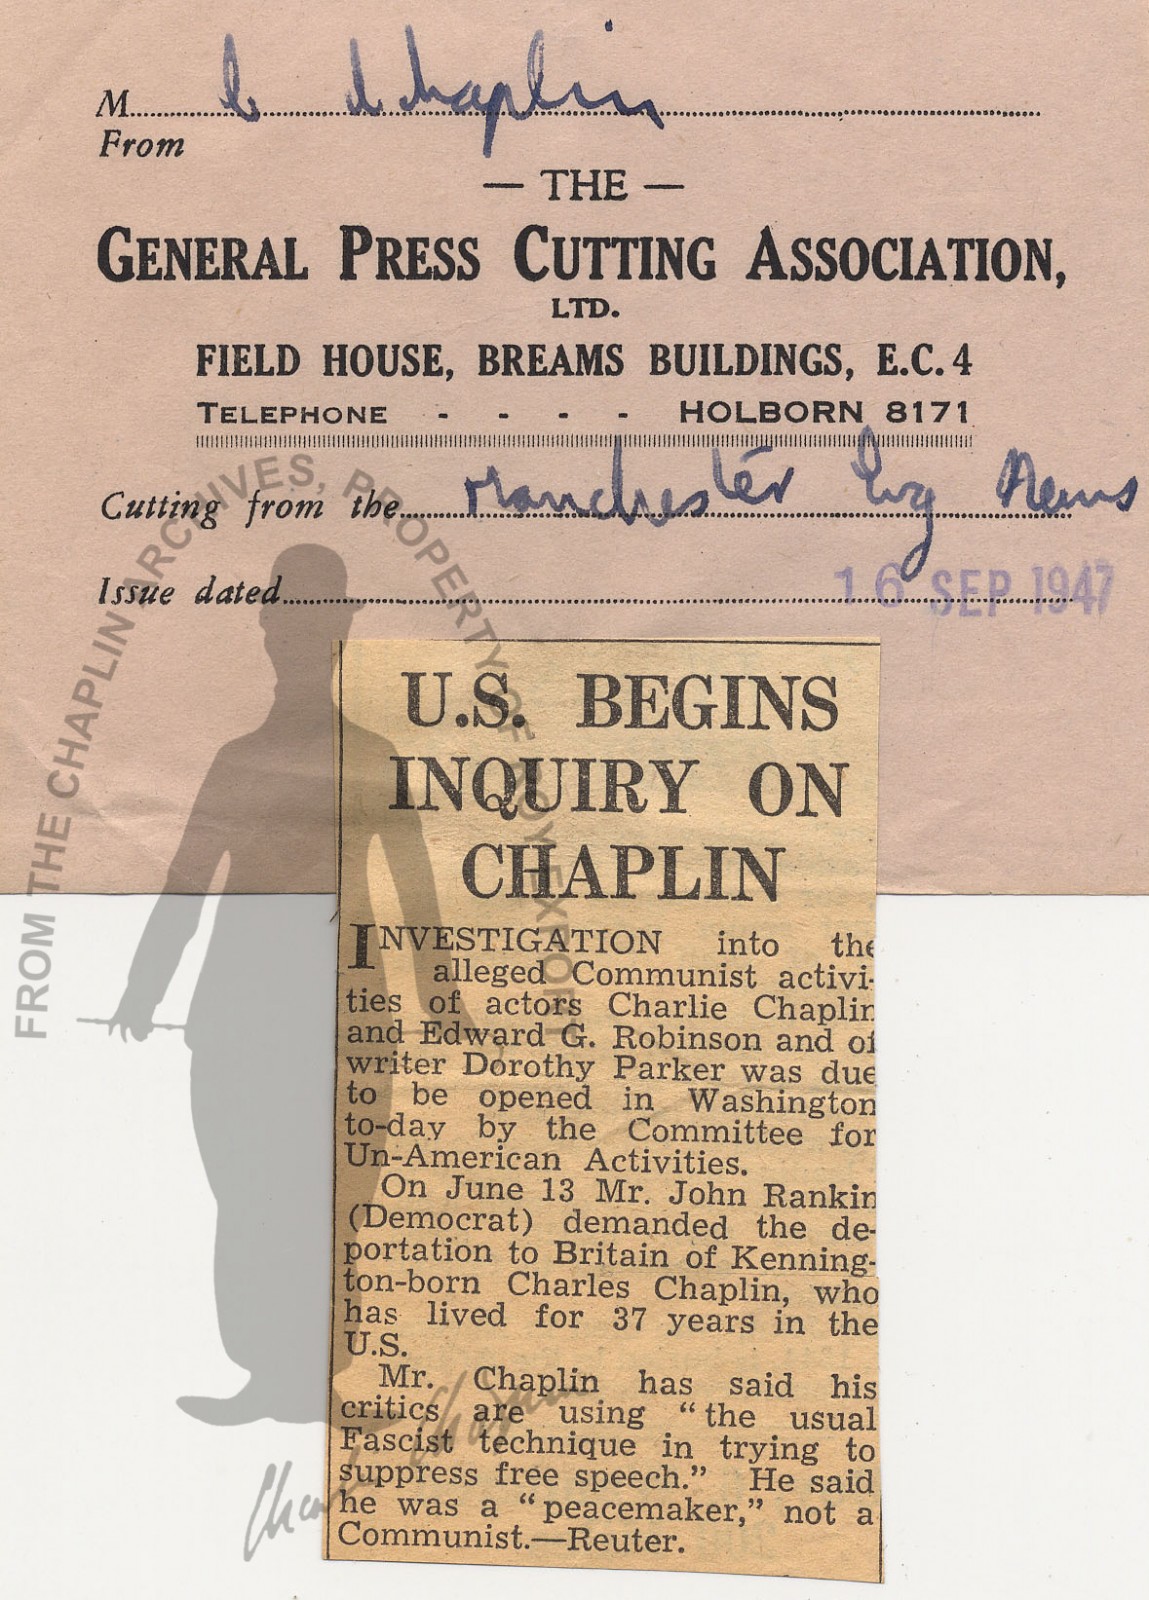 M C Chaplin
From
— THE —
GENERAL PRESS CUTTING ASSOCIATION,
LTD.
FIELD HOUSE, BREAMS BUILDINGS, E.C. 4
TELEPHONE - - - - HOLBORN 8171
Cutting from the Manchester Evg News
Issue dated 16 SEP 1947
FROM THE CHAPLIN ARCHIVES, PROPERTY OF ROY EXPORT
U.S. BEGINS
INQUIRY ON
CHAPLIN
INVESTIGATION into the
alleged Communist activi-
ties of actors Charlie Chaplin
and Edward G. Robinson and of
writer Dorothy Parker was due
to be opened in Washington
to-day by the Committee for
Un-American Activities.
On June 13 Mr. John Rankin
(Democrat) demanded the de-
portation to Britain of Kenning-
ton-born Charles Chaplin, who
has lived for 37 years in the
U.S.
Mr. Chaplin has said his
critics are using "the usual
Fascist technique in trying to
suppress free speech." He said
he was a "peacemaker," not a
Communist.—Reuter.